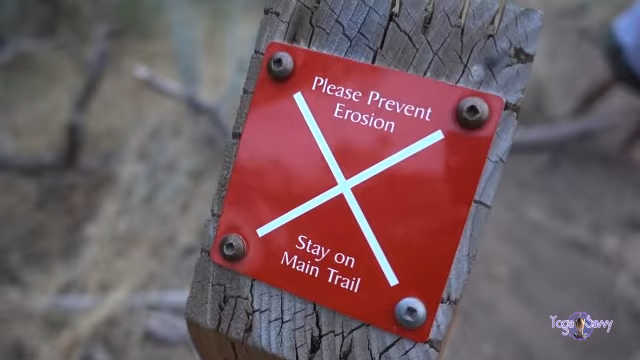 Please Prevent
Erosion
Stay on
Main Trail
Yoga Savvy